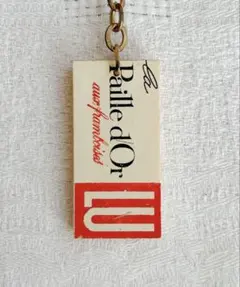 La
Paille d'Or
aux framboises
LU